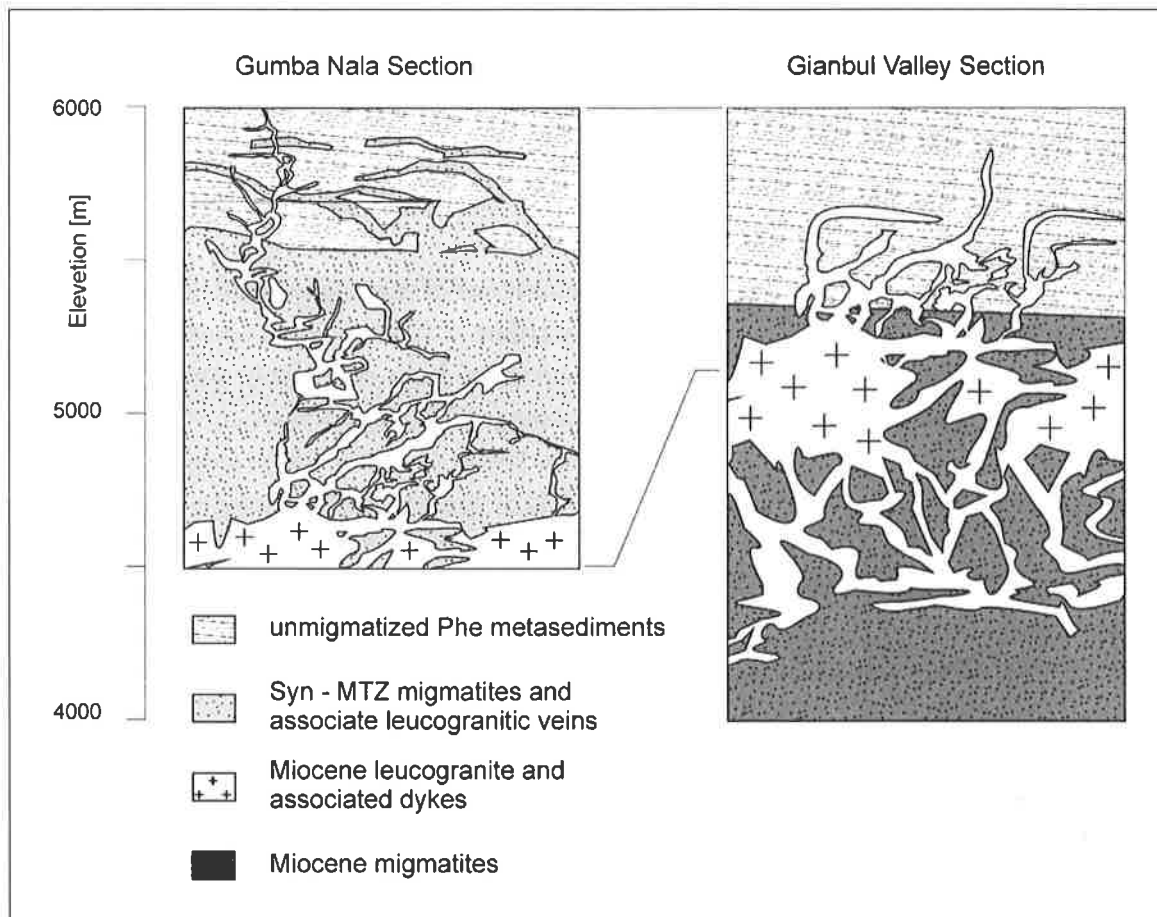 Gumba Nala Section
Gianbul Valley Section
6000
Elevetion [m]
5000
4000
unmigmatized Phe metasediments
Syn - MTZ migmatites and
associate leucogranitic veins
Miocene leucogranite and
associated dykes
Miocene migmatites